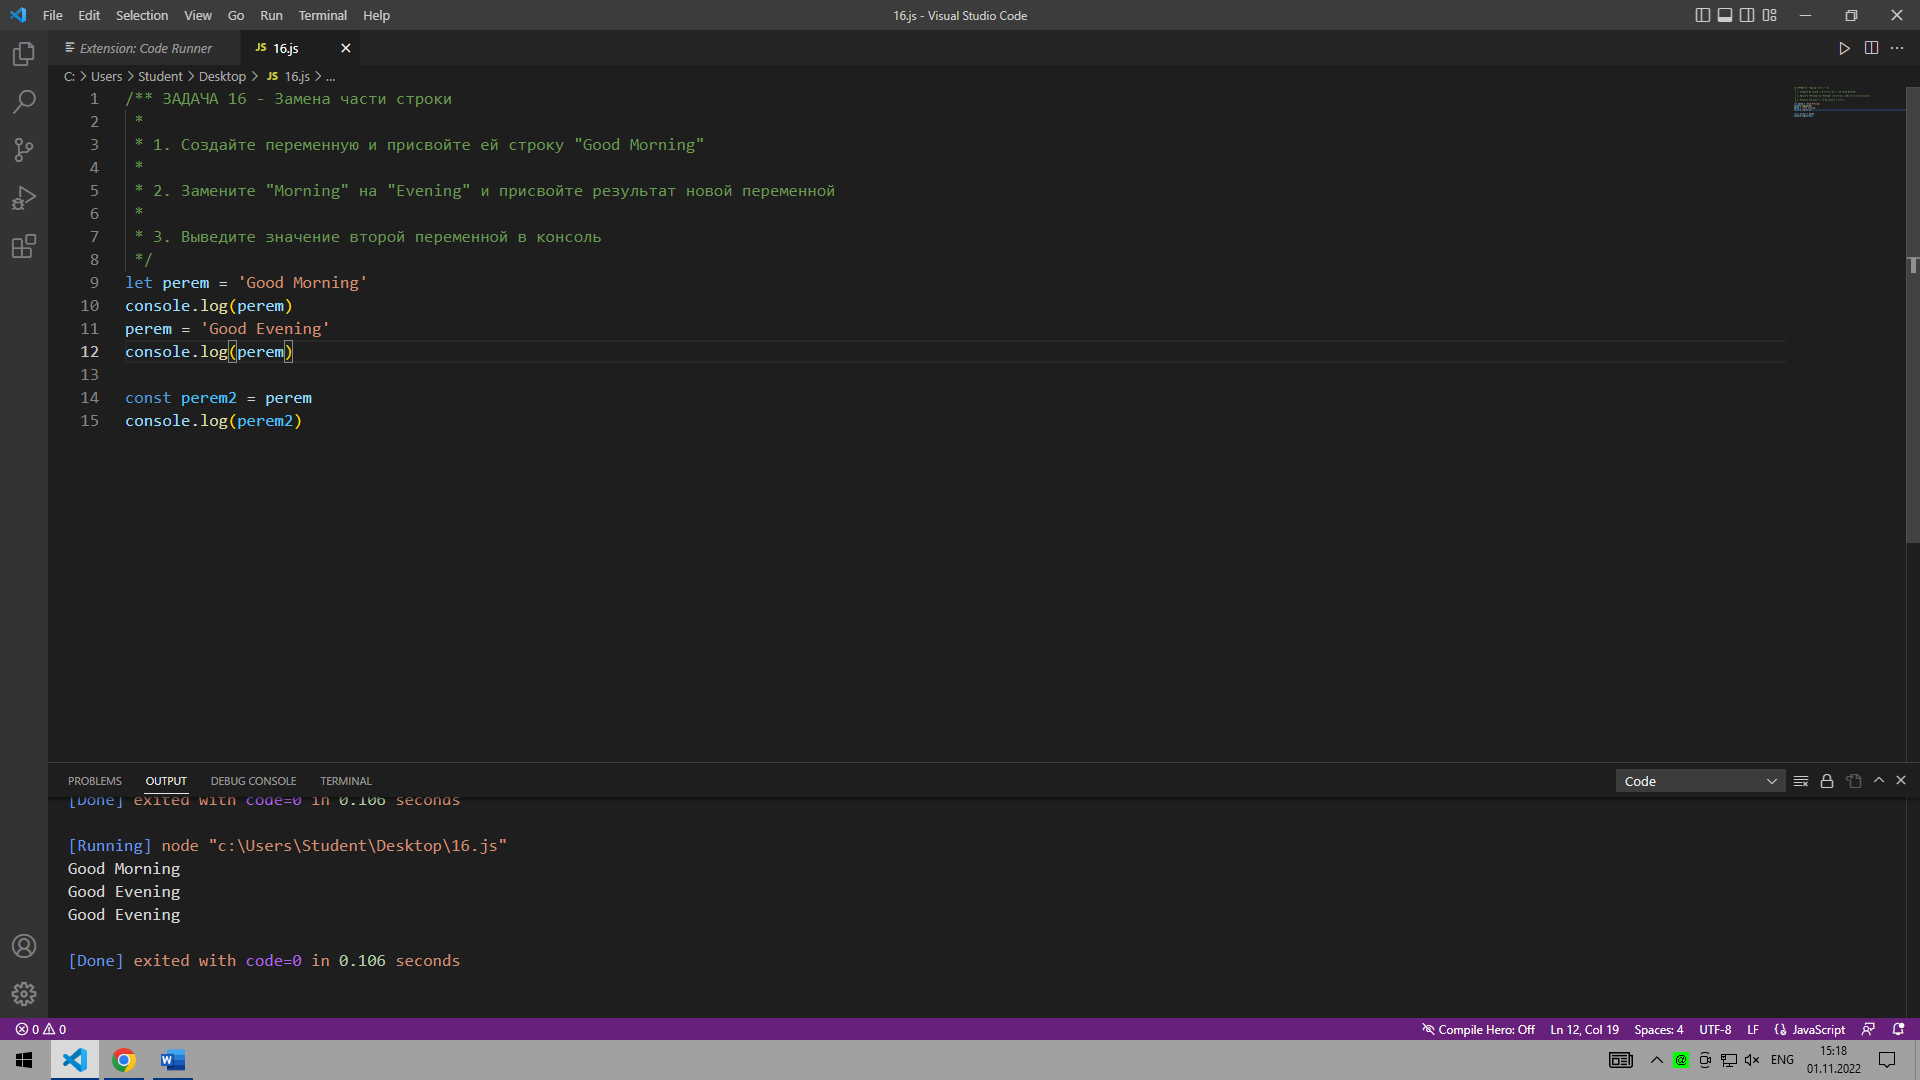 File Edit Selection View Go Run Terminal Help
16.js - Visual Studio Code
Extension: Code Runner
JS 16.js
C: > Users > Student > Desktop > JS 16.js > ...
1 /** ЗАДАЧА 16 - Замена части строки
2 *
3 * 1. Создайте переменную и присвойте ей строку "Good Morning"
4 *
5 * 2. Замените "Morning" на "Evening" и присвойте результат новой переменной
6 *
7 * 3. Выведите значение второй переменной в консоль
8 */
9 let perem = 'Good Morning'
10 console.log(perem)
11 perem = 'Good Evening'
12 console.log(perem)
13
14 const perem2 = perem
15 console.log(perem2)
PROBLEMS OUTPUT DEBUG CONSOLE TERMINAL
Code
[Done] exited with code=0 in 0.106 seconds
[Running] node "c:\Users\Student\Desktop\16.js"
Good Morning
Good Evening
Good Evening
[Done] exited with code=0 in 0.106 seconds
0 0
Compile Hero: Off Ln 12, Col 19 Spaces: 4 UTF-8 LF JavaScript
ENG
15:18
01.11.2022